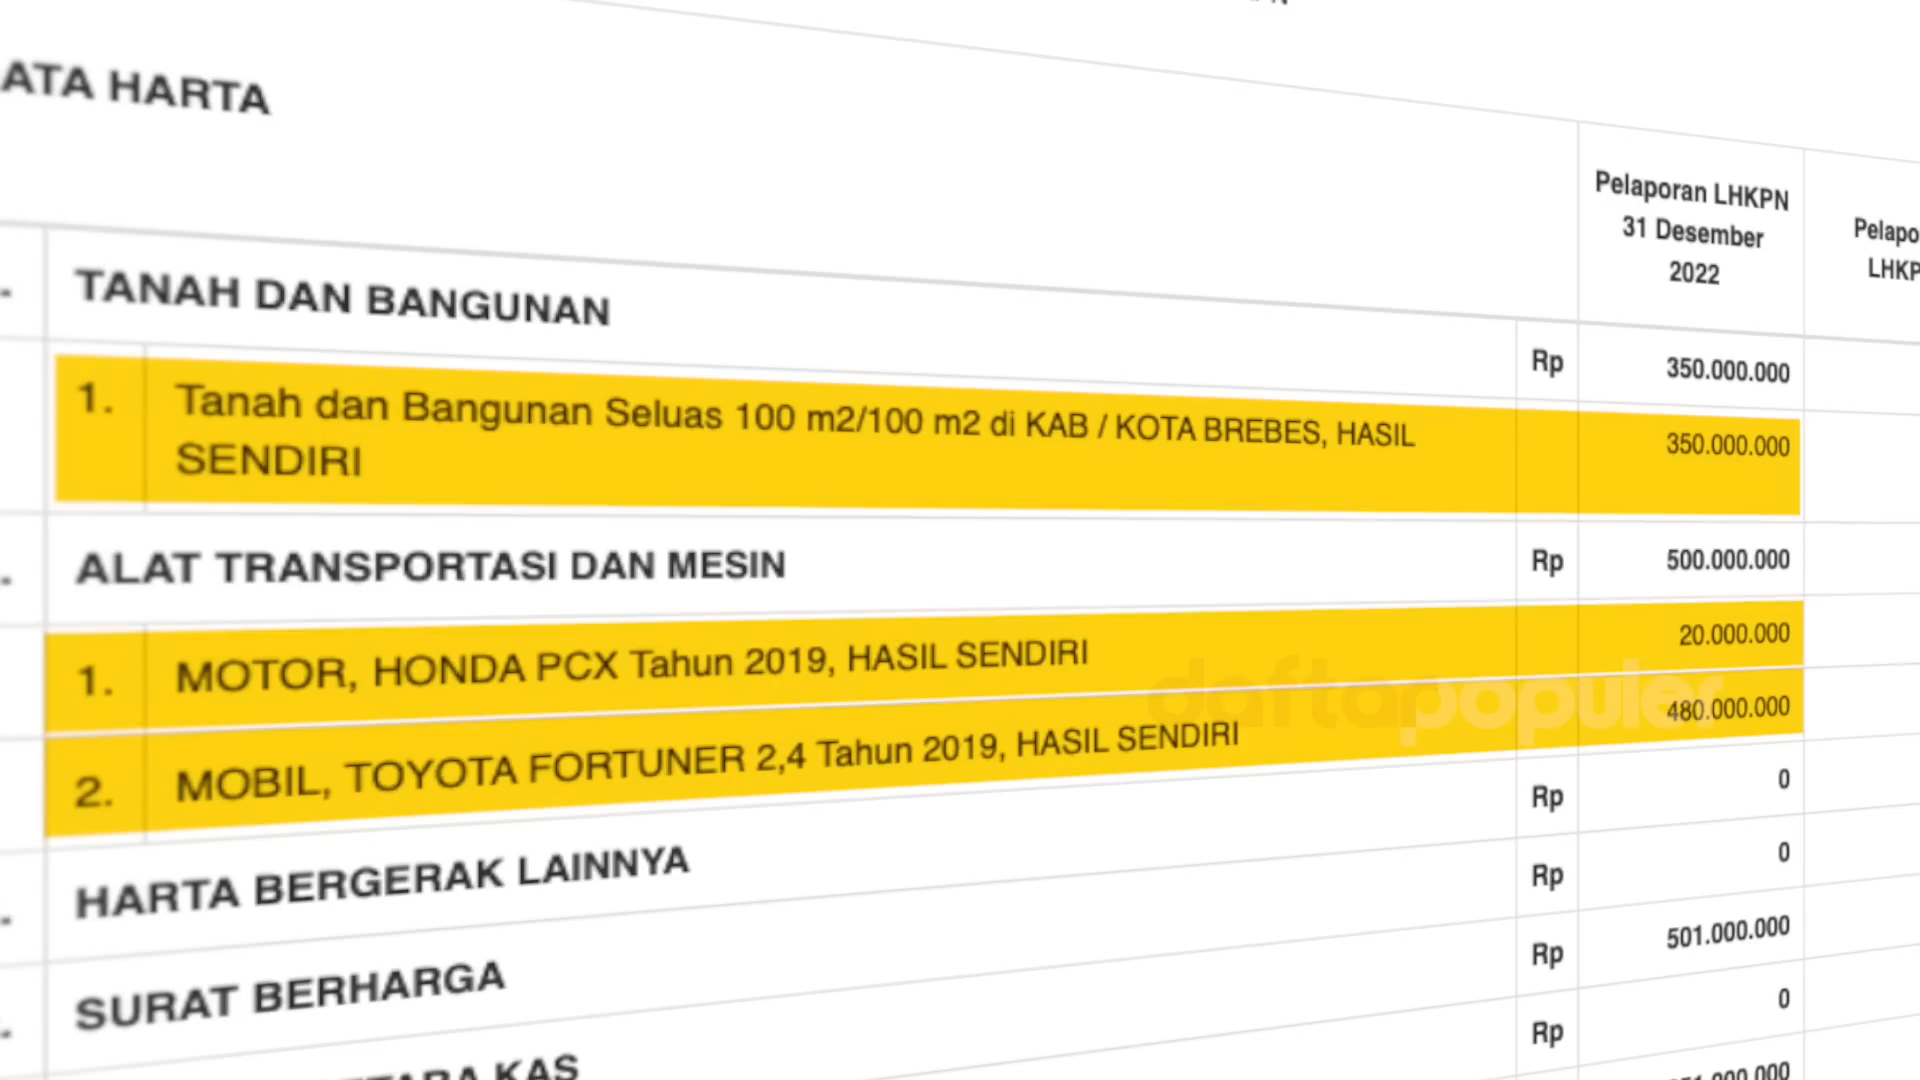 ATA HARTA
Pelaporan LHKPN
31 Desember
2022
Pelapo
LHKP
TANAH DAN BANGUNAN Rp 350.000.000
1. Tanah dan Bangunan Seluas 100 m2/100 m2 di KAB / KOTA BREBES, HASIL 350.000.000
SENDIRI
ALAT TRANSPORTASI DAN MESIN Rp 500.000.000
1. MOTOR, HONDA PCX Tahun 2019, HASIL SENDIRI 20.000.000
daftarpopuler
2. MOBIL, TOYOTA FORTUNER 2,4 Tahun 2019, HASIL SENDIRI 480.000.000
HARTA BERGERAK LAINNYA Rp 0
SURAT BERHARGA Rp 0
KAS Rp 501.000.000
Rp 0